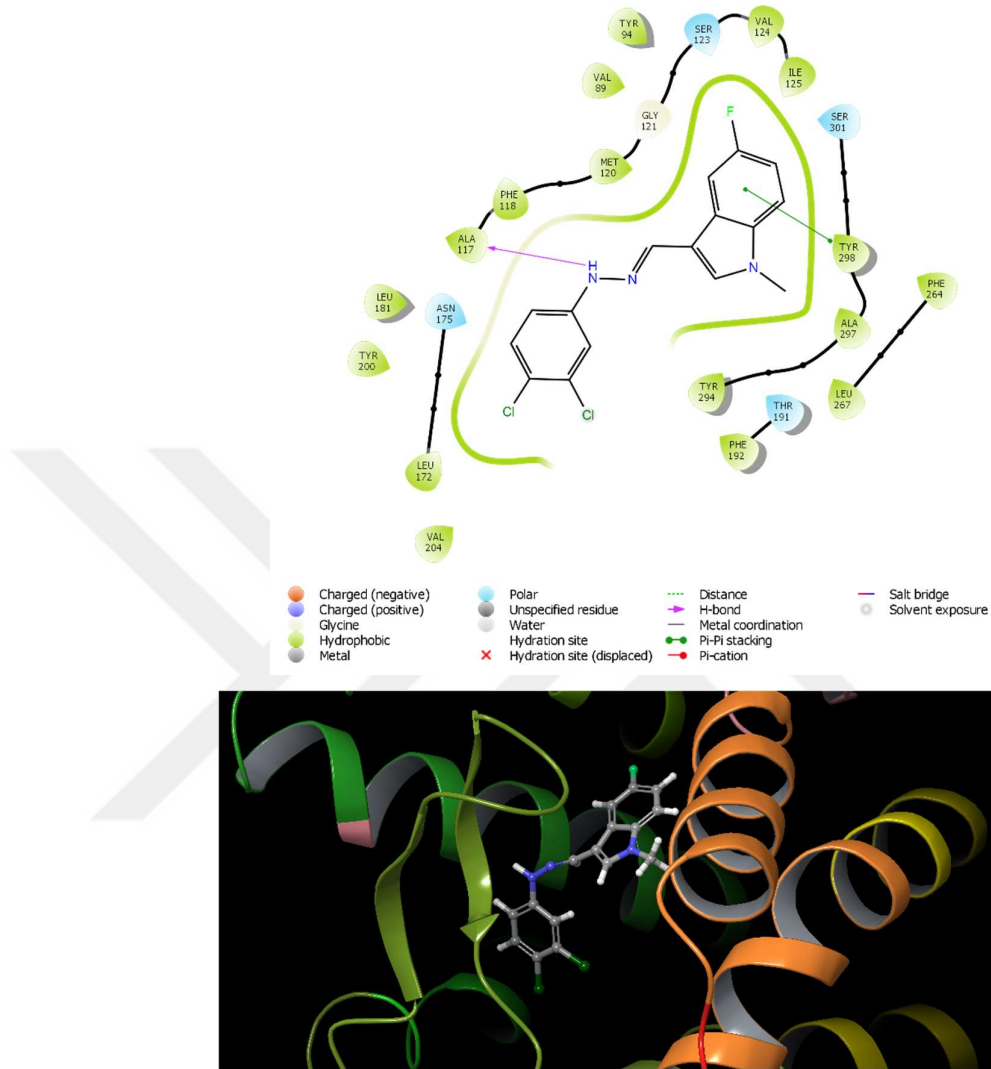 TYR
94
SER
123
VAL
124
VAL
89
ILE
125
GLY
121
F
SER
301
MET
120
PHE
118
ALA
117
H
N
N
N
TYR
298
PHE
264
LEU
181
ASN
175
ALA
297
TYR
200
TYR
294
LEU
267
Cl
Cl
THR
191
PHE
192
LEU
172
VAL
204
Charged (negative)
Charged (positive)
Glycine
Hydrophobic
Metal
Polar
Unspecified residue
Water
Hydration site
Hydration site (displaced)
Distance
H-bond
Metal coordination
Pi-Pi stacking
Pi-cation
Salt bridge
Solvent exposure